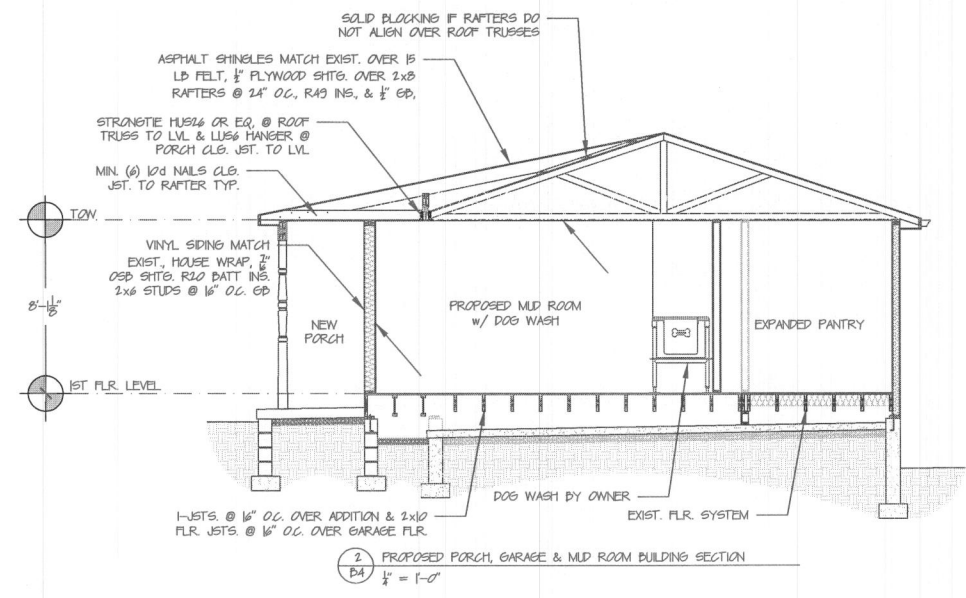 SOLID BLOCKING IF RAFTERS DO
NOT ALIGN OVER ROOF TRUSSES
ASPHALT SHINGLES MATCH EXIST. OVER 15
LB FELT, ½" PLYWOOD SHTG. OVER 2x8
RAFTERS @ 24" O.C., R49 INS., & ½" GB,
STRONGTIE HUS26 OR EQ, @ ROOF
TRUSS TO LVL & LUS6 HANGER @
PORCH CLG. JST. TO LVL
MIN. (6) 10d NAILS CLG.
JST. TO RAFTER TYP.
TOW
VINYL SIDING MATCH
EXIST., HOUSE WRAP, 7/16"
OSB SHTG. R20 BATT INS.
2x6 STUDS @ 16" O.C. GB
8'-1⅛"
NEW
PORCH
PROPOSED MUD ROOM
w/ DOG WASH
EXPANDED PANTRY
1ST FLR. LEVEL
DOG WASH BY OWNER
I-JSTS. @ 16" O.C. OVER ADDITION & 2x10
FLR. JSTS. @ 16" O.C. OVER GARAGE FLR.
EXIST. FLR. SYSTEM
2
B4
PROPOSED PORCH, GARAGE & MUD ROOM BUILDING SECTION
¼" = 1'-0"